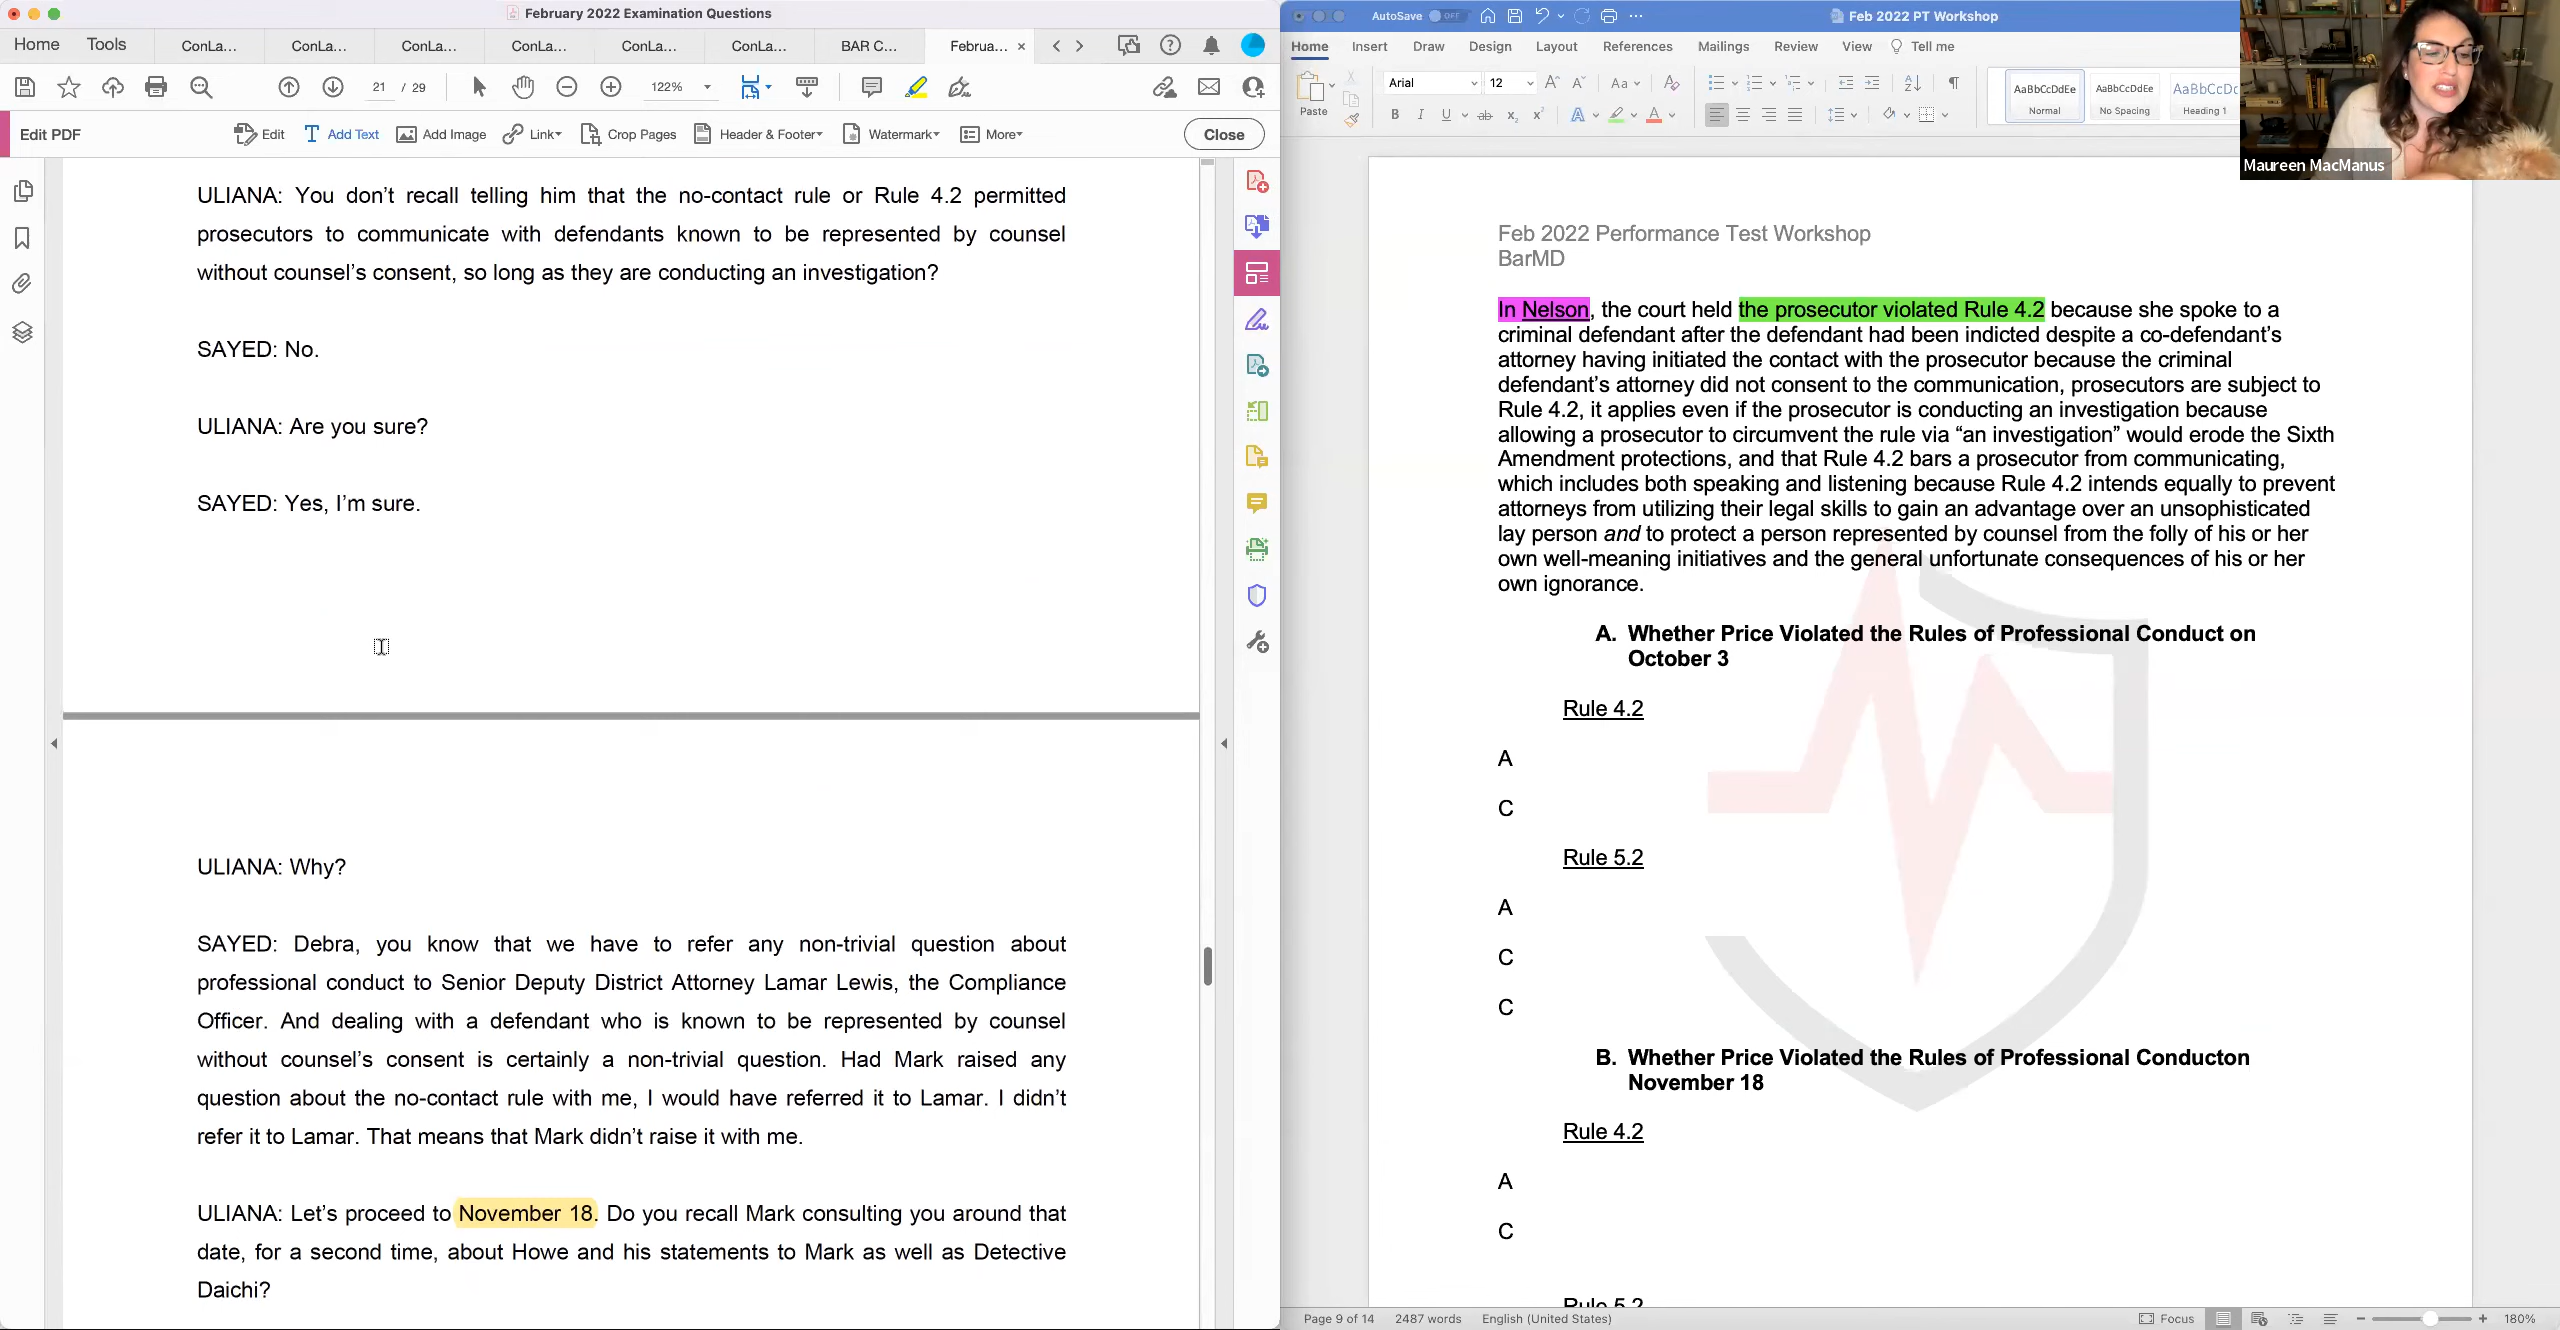 February 2022 Examination Questions
Home Tools ConLa... ConLa... ConLa... ConLa... ConLa... ConLa... BAR C... Februa... ×
21 / 29 122%
Edit PDF Edit Add Text Add Image Link Crop Pages Header & Footer Watermark More Close
ULIANA: You don’t recall telling him that the no-contact rule or Rule 4.2 permitted
prosecutors to communicate with defendants known to be represented by counsel
without counsel’s consent, so long as they are conducting an investigation?
SAYED: No.
ULIANA: Are you sure?
SAYED: Yes, I’m sure.
ULIANA: Why?
SAYED: Debra, you know that we have to refer any non-trivial question about
professional conduct to Senior Deputy District Attorney Lamar Lewis, the Compliance
Officer. And dealing with a defendant who is known to be represented by counsel
without counsel’s consent is certainly a non-trivial question. Had Mark raised any
question about the no-contact rule with me, I would have referred it to Lamar. I didn’t
refer it to Lamar. That means that Mark didn’t raise it with me.
ULIANA: Let’s proceed to November 18. Do you recall Mark consulting you around that
date, for a second time, about Howe and his statements to Mark as well as Detective
Daichi?
AutoSave OFF Feb 2022 PT Workshop
Home Insert Draw Design Layout References Mailings Review View Tell me
Paste Arial 12 Aa
B I U ab x₂ x² A A
AaBbCcDdEe AaBbCcDdEe AaBbCcDc
Normal No Spacing Heading 1
Maureen MacManus
Feb 2022 Performance Test Workshop
BarMD
In Nelson, the court held the prosecutor violated Rule 4.2 because she spoke to a
criminal defendant after the defendant had been indicted despite a co-defendant’s
attorney having initiated the contact with the prosecutor because the criminal
defendant’s attorney did not consent to the communication, prosecutors are subject to
Rule 4.2, it applies even if the prosecutor is conducting an investigation because
allowing a prosecutor to circumvent the rule via “an investigation” would erode the Sixth
Amendment protections, and that Rule 4.2 bars a prosecutor from communicating,
which includes both speaking and listening because Rule 4.2 intends equally to prevent
attorneys from utilizing their legal skills to gain an advantage over an unsophisticated
lay person and to protect a person represented by counsel from the folly of his or her
own well-meaning initiatives and the general unfortunate consequences of his or her
own ignorance.
A. Whether Price Violated the Rules of Professional Conduct on
October 3
Rule 4.2
A
C
Rule 5.2
A
C
C
B. Whether Price Violated the Rules of Professional Conducton
November 18
Rule 4.2
A
C
Rule 5.2
Page 9 of 14 2487 words English (United States) Focus 180%